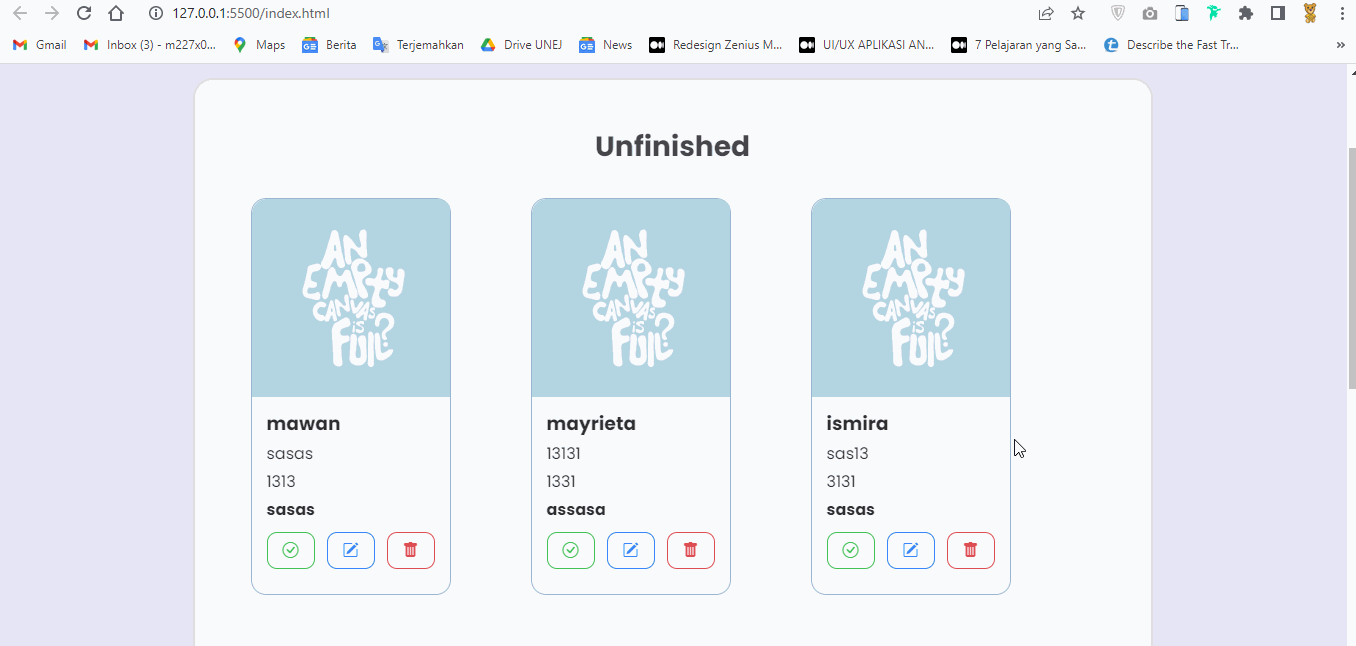 127.0.0.1:5500/index.html
Gmail Inbox (3) - m227x0... Maps Berita Terjemahkan Drive UNEJ News Redesign Zenius M... UI/UX APLIKASI AN... 7 Pelajaran yang Sa... Describe the Fast Tr... »
Unfinished
AN EMPty CANVAS is FUll?
AN EMPty CANVAS is FUll?
AN EMPty CANVAS is FUll?
mawan
sasas
1313
sasas
mayrieta
13131
1331
assasa
ismira
sas13
3131
sasas